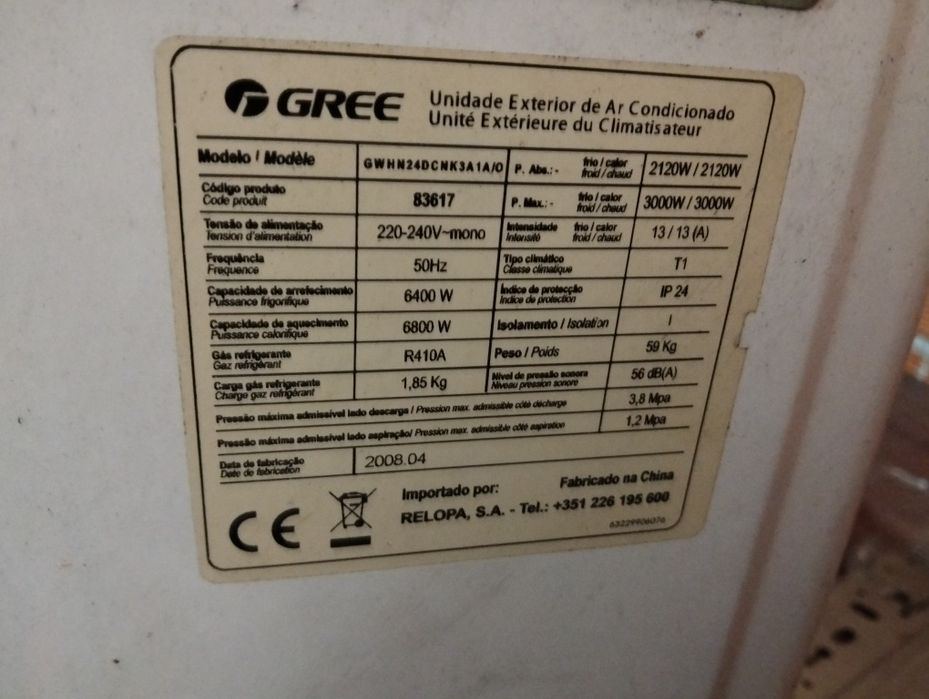 GREE
Unidade Exterior de Ar Condicionado
Unité Extérieure du Climatisateur
Modelo / Modèle GWHN24DCNK3A1A/O
Código produto 83617
Code produit
Tensão de alimentação 220-240V~mono
Tension d'alimentation
Frequência 50Hz
Frequence
Capacidade de arrefecimento 6400 W
Puissance frigorifique
Capacidade de aquecimento 6800 W
Puissance calorifique
Gás refrigerante R410A
Gaz refrigérant
Carga gás refrigerante 1,85 Kg
Charge gaz refrigérant
P. Abs.:- frio / calor 2120W / 2120W
froid / chaud
P. Max.:- frio / calor 3000W / 3000W
froid / chaud
Intensidade frio / calor 13 / 13 (A)
Intensité froid / chaud
Tipo climático T1
Classe climatique
Índice de protecção IP 24
Indice de protection
Isolamento / Isolation I
Peso / Poids 59 Kg
Nível de pressão sonora 56 dB(A)
Niveau pression sonore
Pressão máxima admissível lado descarga / Pression max. admissible côté décharge 3,8 Mpa
Pressão máxima admissível lado aspiração/ Pression max. admissible côté aspiration 1,2 Mpa
Data de fabricação 2008.04
Date de fabrication
CE
Importado por: Fabricado na China
RELOPA, S.A. - Tel.: +351 226 195 600
63229906076